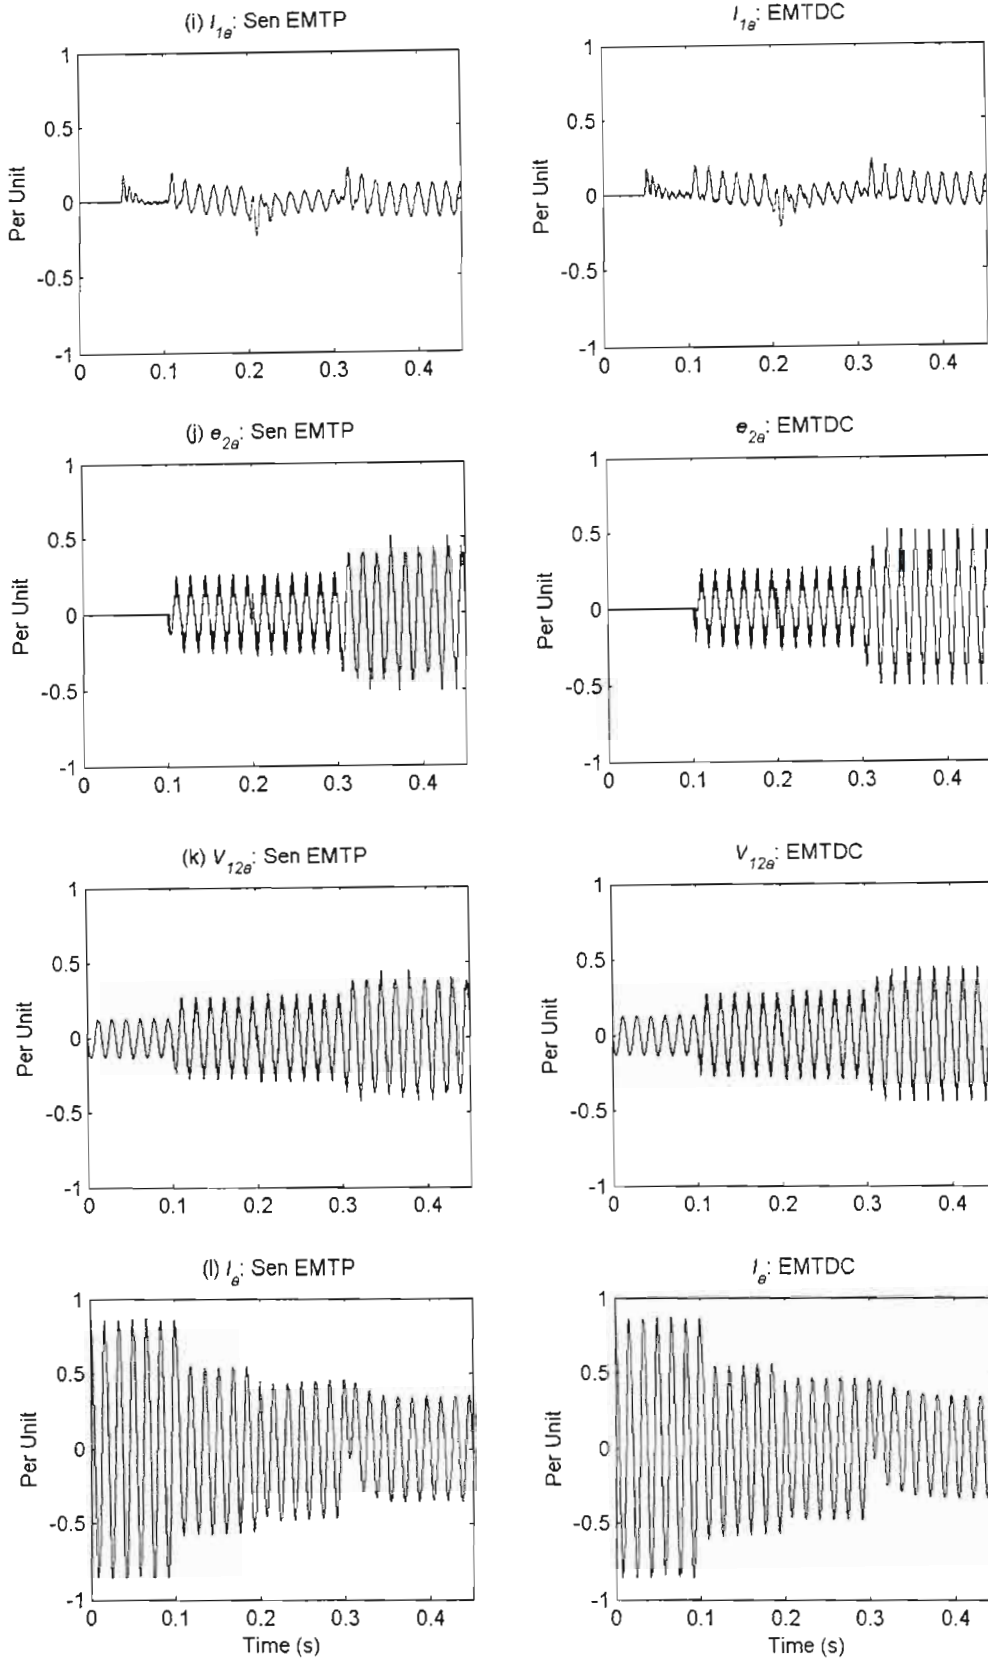 (i) I1a: Sen EMTP
I1a: EMTDC
1
0.5
0
-0.5
-1
Per Unit
0 0.1 0.2 0.3 0.4
1
0.5
0
-0.5
-1
Per Unit
0 0.1 0.2 0.3 0.4
(j) e2a: Sen EMTP
e2a: EMTDC
1
0.5
0
-0.5
-1
Per Unit
0 0.1 0.2 0.3 0.4
1
0.5
0
-0.5
-1
Per Unit
0 0.1 0.2 0.3 0.4
(k) V12a: Sen EMTP
V12a: EMTDC
1
0.5
0
-0.5
-1
Per Unit
0 0.1 0.2 0.3 0.4
1
0.5
0
-0.5
-1
Per Unit
0 0.1 0.2 0.3 0.4
(l) Ia: Sen EMTP
Ia: EMTDC
1
0.5
0
-0.5
-1
Per Unit
0 0.1 0.2 0.3 0.4
Time (s)
1
0.5
0
-0.5
-1
Per Unit
0 0.1 0.2 0.3 0.4
Time (s)